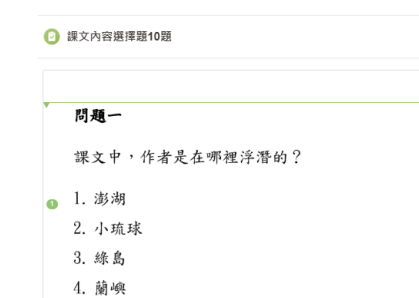 課文內容選擇題10題
問題一
課文中，作者是在哪裡浮潛的？
1
1. 澎湖
2. 小琉球
3. 綠島
4. 蘭嶼